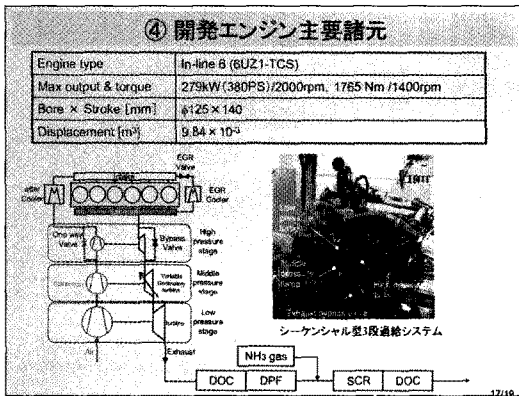 ④ 開発エンジン主要諸元
Engine type In-line 6 (6UZ1-TCS)
Max output & torque 279kW(380PS)/2000rpm, 1765 Nm /1400rpm
Bore × Stroke [mm] φ125×140
Displacement [m³] 9.84×10⁻³
EGR
Valve
after
Cooler
EGR
Cooler
One way
Valve
Bypass
Valve
High
pressure
stage
Variable
Geometry
turbine
Middle
pressure
stage
turbine
Low
pressure
stage
Air
Exhaust
Exhaust bypass valve
シーケンシャル型3段過給システム
NH3 gas
DOC DPF SCR DOC
17/19